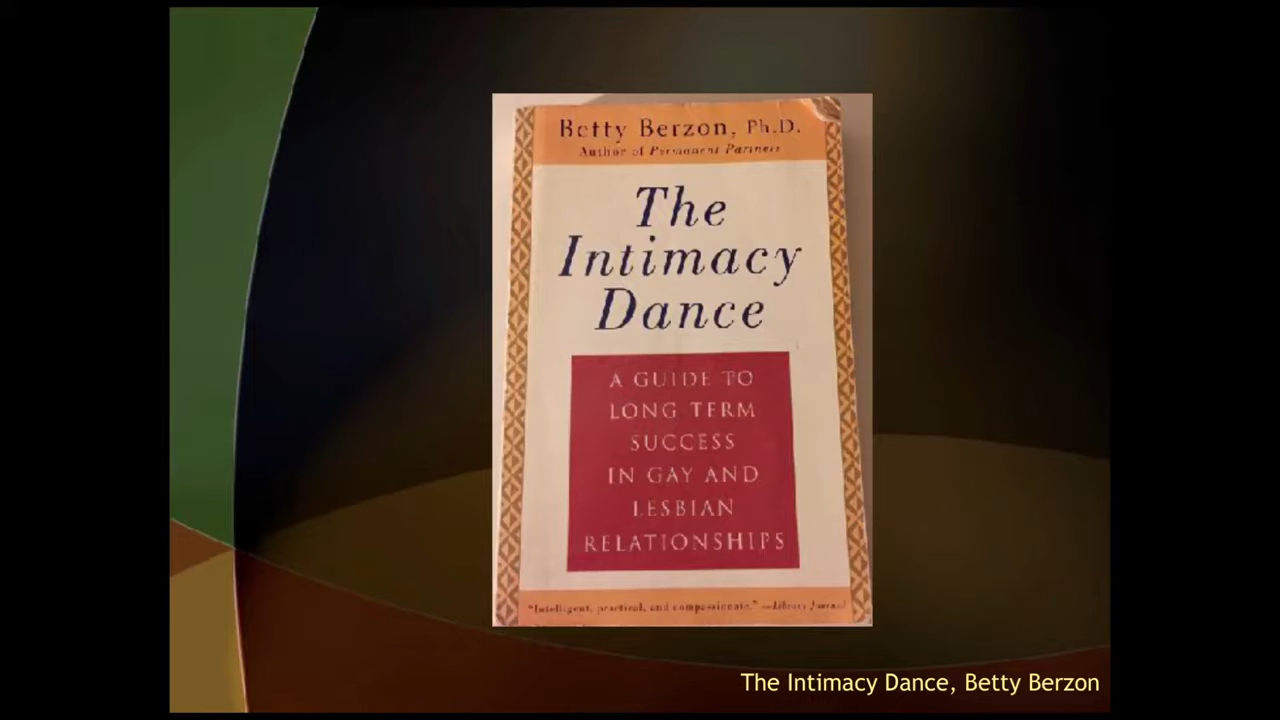 Betty Berzon, Ph.D.
Author of Permanent Partners
The
Intimacy
Dance
A GUIDE TO
LONG-TERM
SUCCESS
IN GAY AND
LESBIAN
RELATIONSHIPS
"Intelligent, practical, and compassionate." —Library Journal
The Intimacy Dance, Betty Berzon